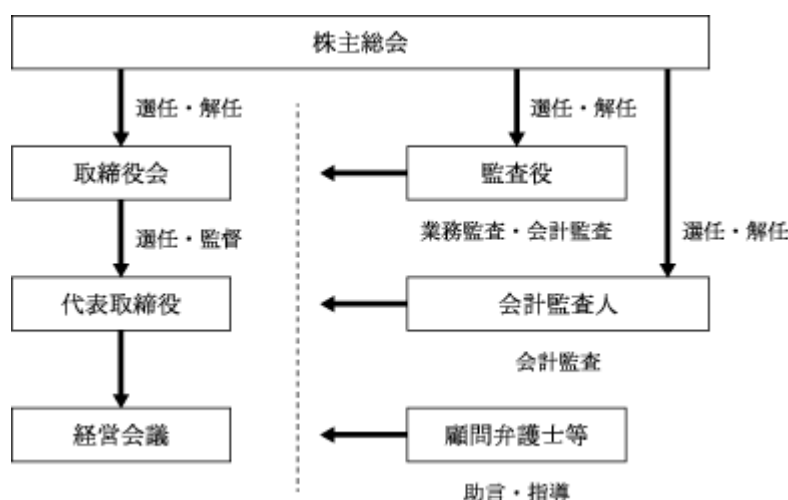 株主総会
選任・解任
選任・解任
取締役会
監査役
業務監査・会計監査
選任・解任
選任・監督
代表取締役
会計監査人
会計監査
経営会議
顧問弁護士等
助言・指導